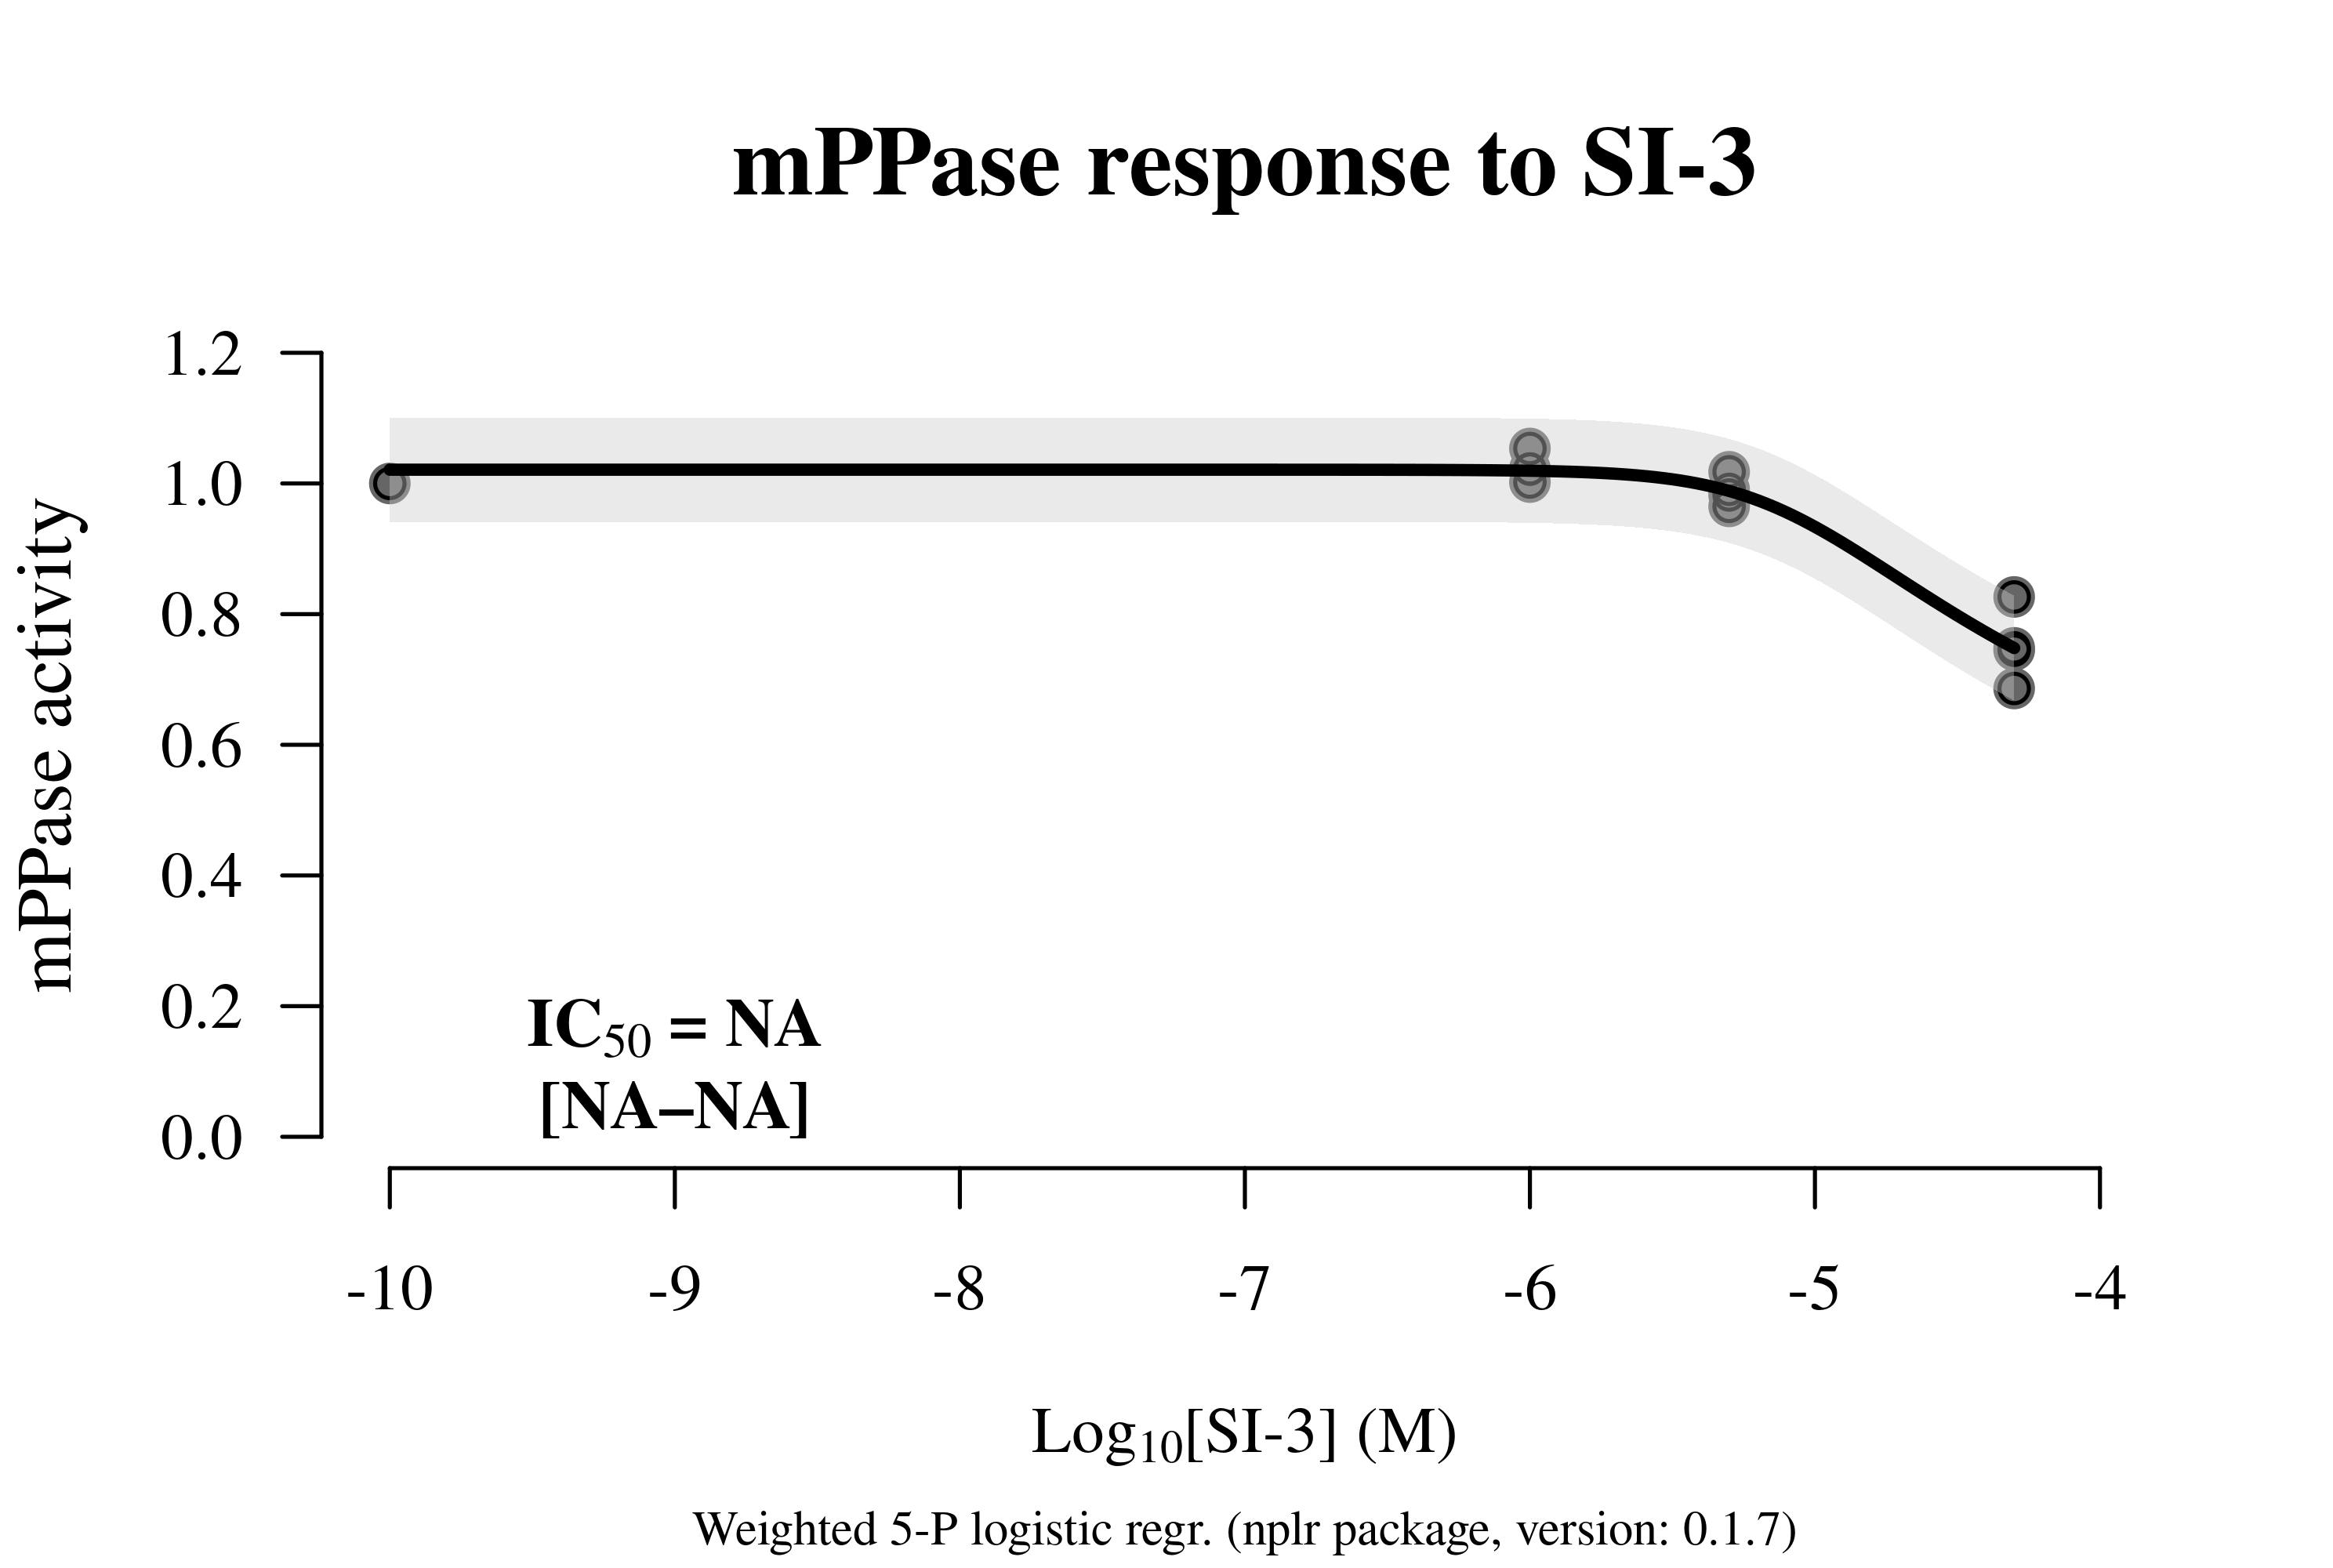 mPPase response to SI-3
mPPase activity
1.2
1.0
0.8
0.6
0.4
0.2
0.0
IC50 = NA
[NA–NA]
-10 -9 -8 -7 -6 -5 -4
Log10[SI-3] (M)
Weighted 5-P logistic regr. (nplr package, version: 0.1.7)